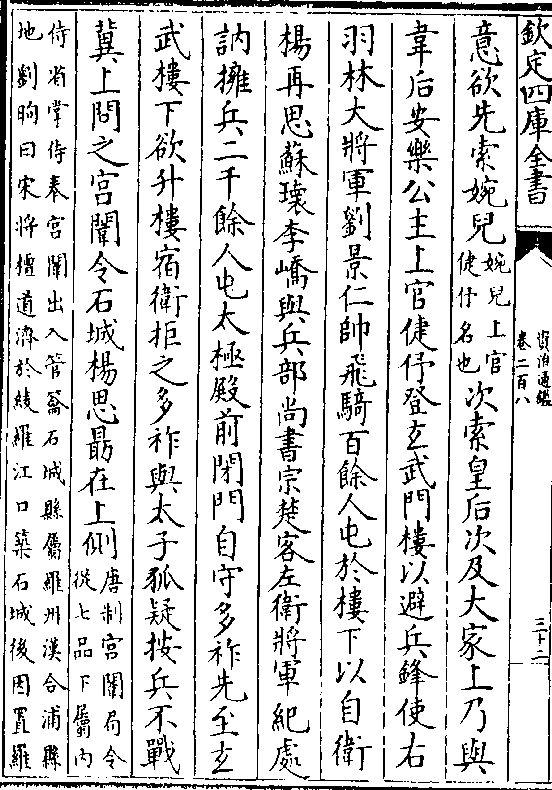 欽定四庫全書
資治通鑑
卷二百八
三十二
意欲先索婉兒婉兒上官倢伃名也次索皇后次及大家上乃與
韋后安樂公主上官倢伃登玄武門樓以避兵鋒使右
羽林大將軍劉景仁帥飛騎百餘人屯於樓下以自衛
楊再思蘇瓌李嶠與兵部尚書宗楚客左衛將軍紀處
訥擁兵二千餘人屯太極殿前閉門自守多祚先至玄
武樓下欲升樓宿衛拒之多祚與太子狐疑按兵不戰
冀上問之宮闈令石城楊思勗在上側唐制宮闈局令從七品下屬內
侍省掌侍奉宮闈出入管籥石城縣屬羅州漢合浦縣
地劉昫曰宋將檀道濟於綾羅江口築石城後因置羅